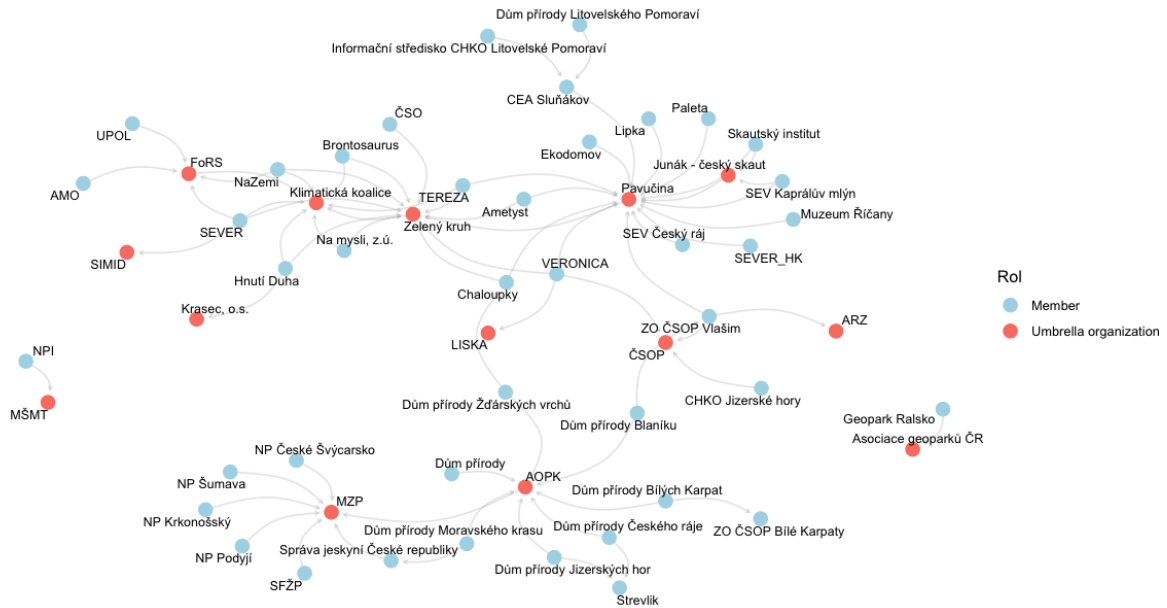 Dům přírody Litovelského Pomoraví
Informační středisko CHKO Litovelské Pomoraví
CEA Sluňákov
ČSO
Paleta
Lipka
Skautský institut
UPOL
Brontosaurus
Ekodomov
Junák - český skaut
FoRS
NaZemi
Klimatická koalice
TEREZA
Pavučina
SEV Kaprálův mlýn
AMO
Ametyst
Muzeum Říčany
Zelený kruh
SEVER
Na mysli, z.ú.
SEV Český ráj
SIMID
VERONICA
SEVER_HK
Hnutí Duha
Chaloupky
Rol
Member
Umbrella organization
Krasec, o.s.
ZO ČSOP Vlašim
ARZ
LISKA
ČSOP
NPI
MŠMT
Dům přírody Žďárských vrchů
CHKO Jizerské hory
Geopark Ralsko
Dům přírody Blaníku
Asociace geoparků ČR
NP České Švýcarsko
Dům přírody
AOPK
NP Šumava
Dům přírody Bílých Karpat
MZP
NP Krkonošský
Dům přírody Moravského krasu
Dům přírody Českého ráje
ZO ČSOP Bílé Karpaty
NP Podyjí
Správa jeskyní České republiky
Dům přírody Jizerských hor
SFŽP
Strevlik